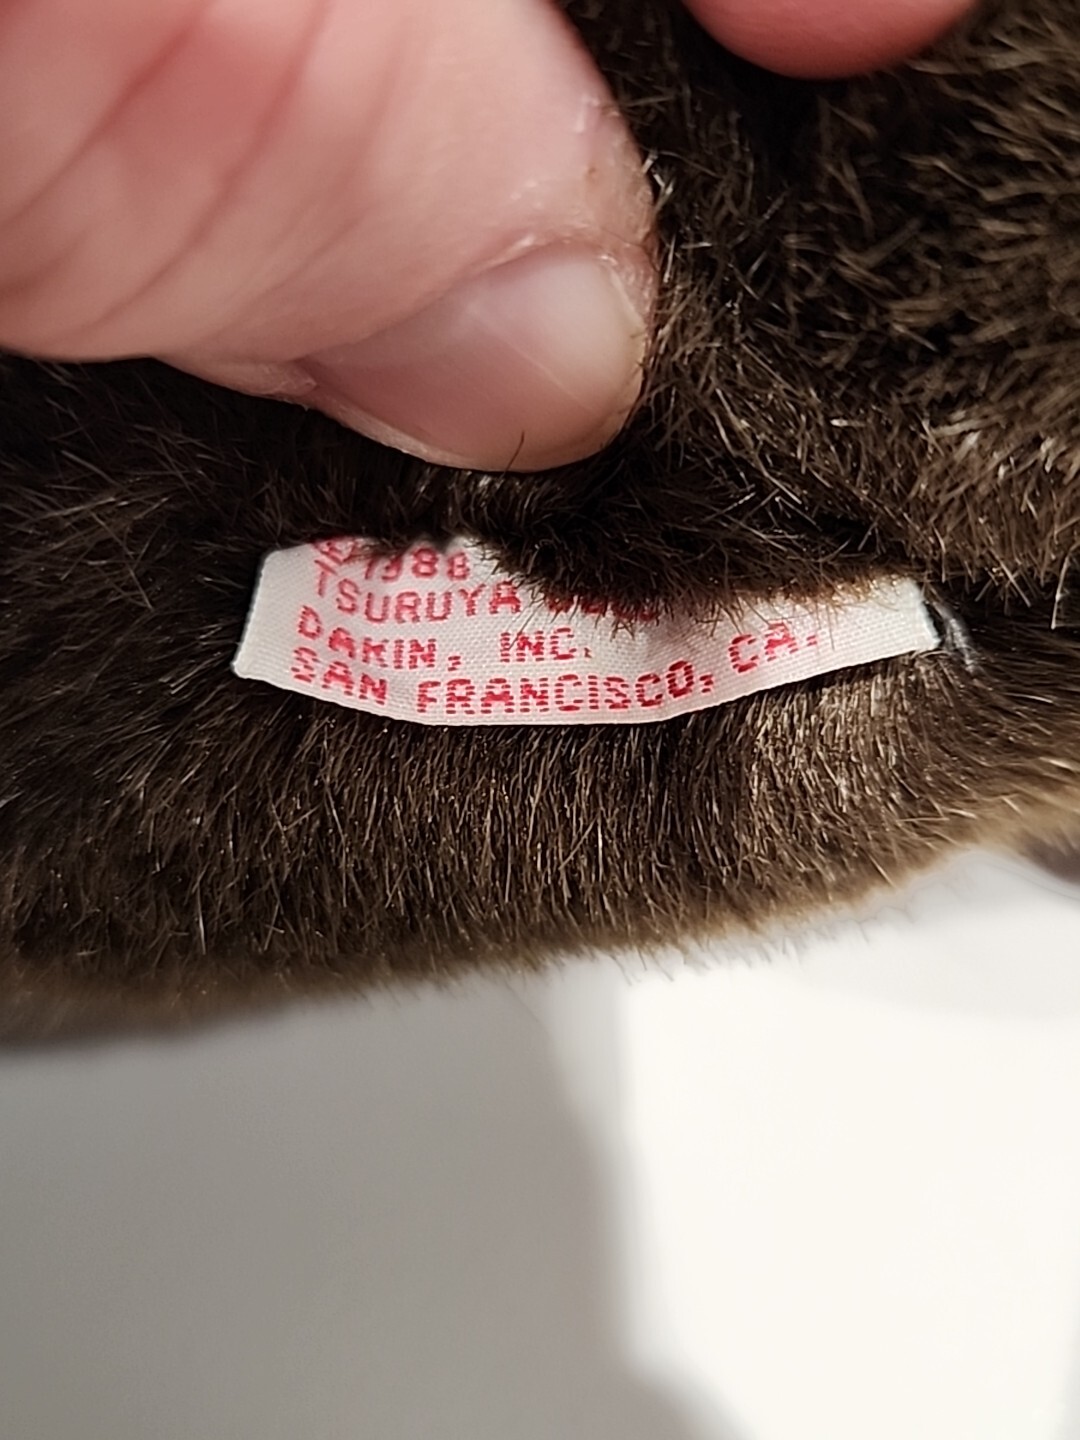 © 1988
TSURUYA
DAKIN, INC.
SAN FRANCISCO, CA.